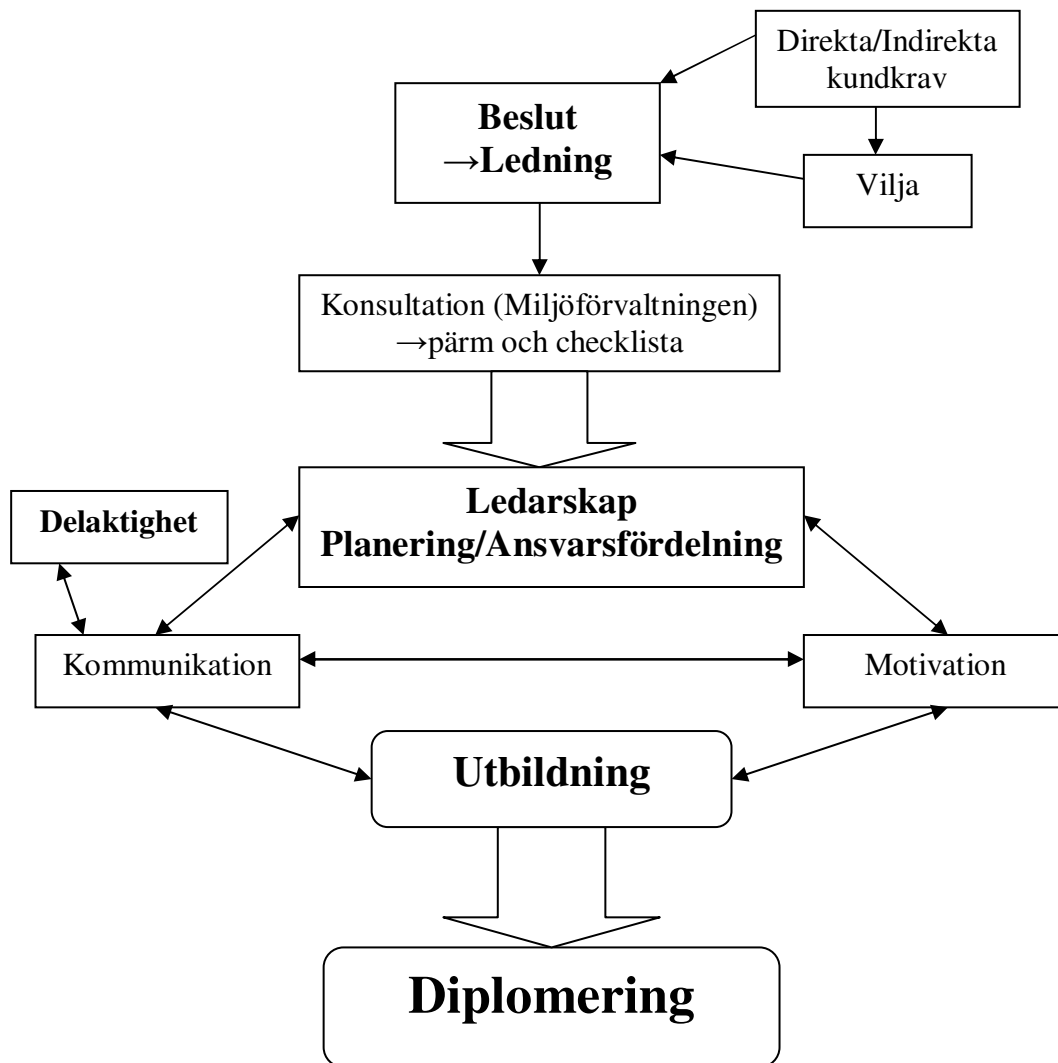 Direkta/Indirekta
kundkrav
Beslut
→Ledning
Vilja
Konsultation (Miljöförvaltningen)
→pärm och checklista
Ledarskap
Planering/Ansvarsfördelning
Delaktighet
Kommunikation
Motivation
Utbildning
Diplomering